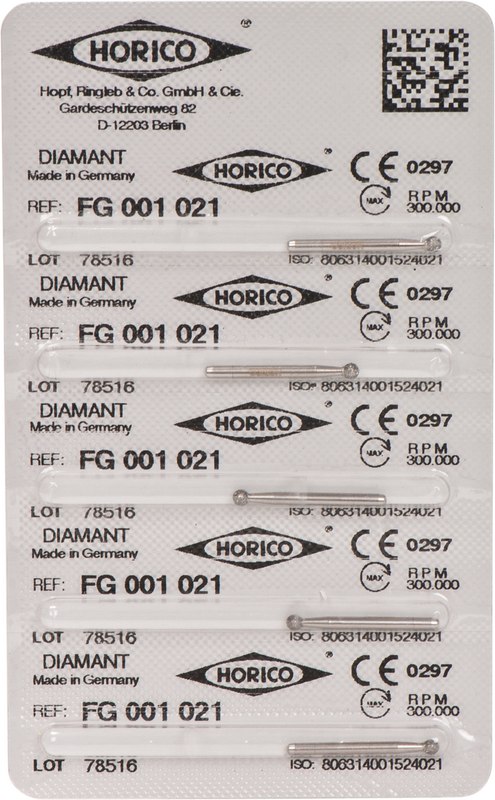 HORICO ®
Hopf, Ringleb & Co. GmbH & Cie.
Gardeschützenweg 82
D-12203 Berlin
DIAMANT HORICO ® CE 0297
Made in Germany MAX RPM
REF: FG 001 021 300.000
LOT 78516 ISO: 806314001524021
DIAMANT HORICO ® CE 0297
Made in Germany MAX RPM
REF: FG 001 021 300.000
LOT 78516 ISO: 806314001524021
DIAMANT HORICO ® CE 0297
Made in Germany MAX RPM
REF: FG 001 021 300.000
LOT 78516 ISO: 806314001524021
DIAMANT HORICO ® CE 0297
Made in Germany MAX RPM
REF: FG 001 021 300.000
LOT 78516 ISO: 806314001524021
DIAMANT HORICO ® CE 0297
Made in Germany MAX RPM
REF: FG 001 021 300.000
LOT 78516 ISO: 806314001524021